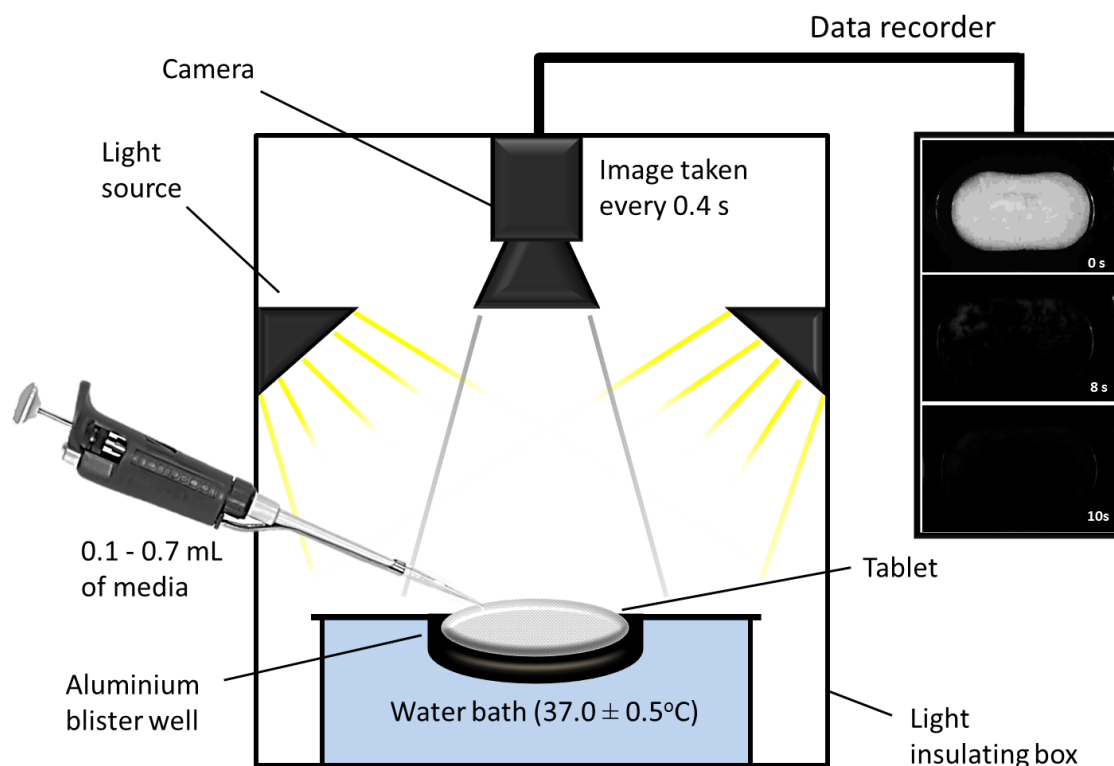 Data recorder
Camera
Light
source
Image taken
every 0.4 s
0 s
8 s
10s
0.1 - 0.7 mL
of media
Tablet
Aluminium
blister well
Water bath (37.0 ± 0.5°C)
Light
insulating box